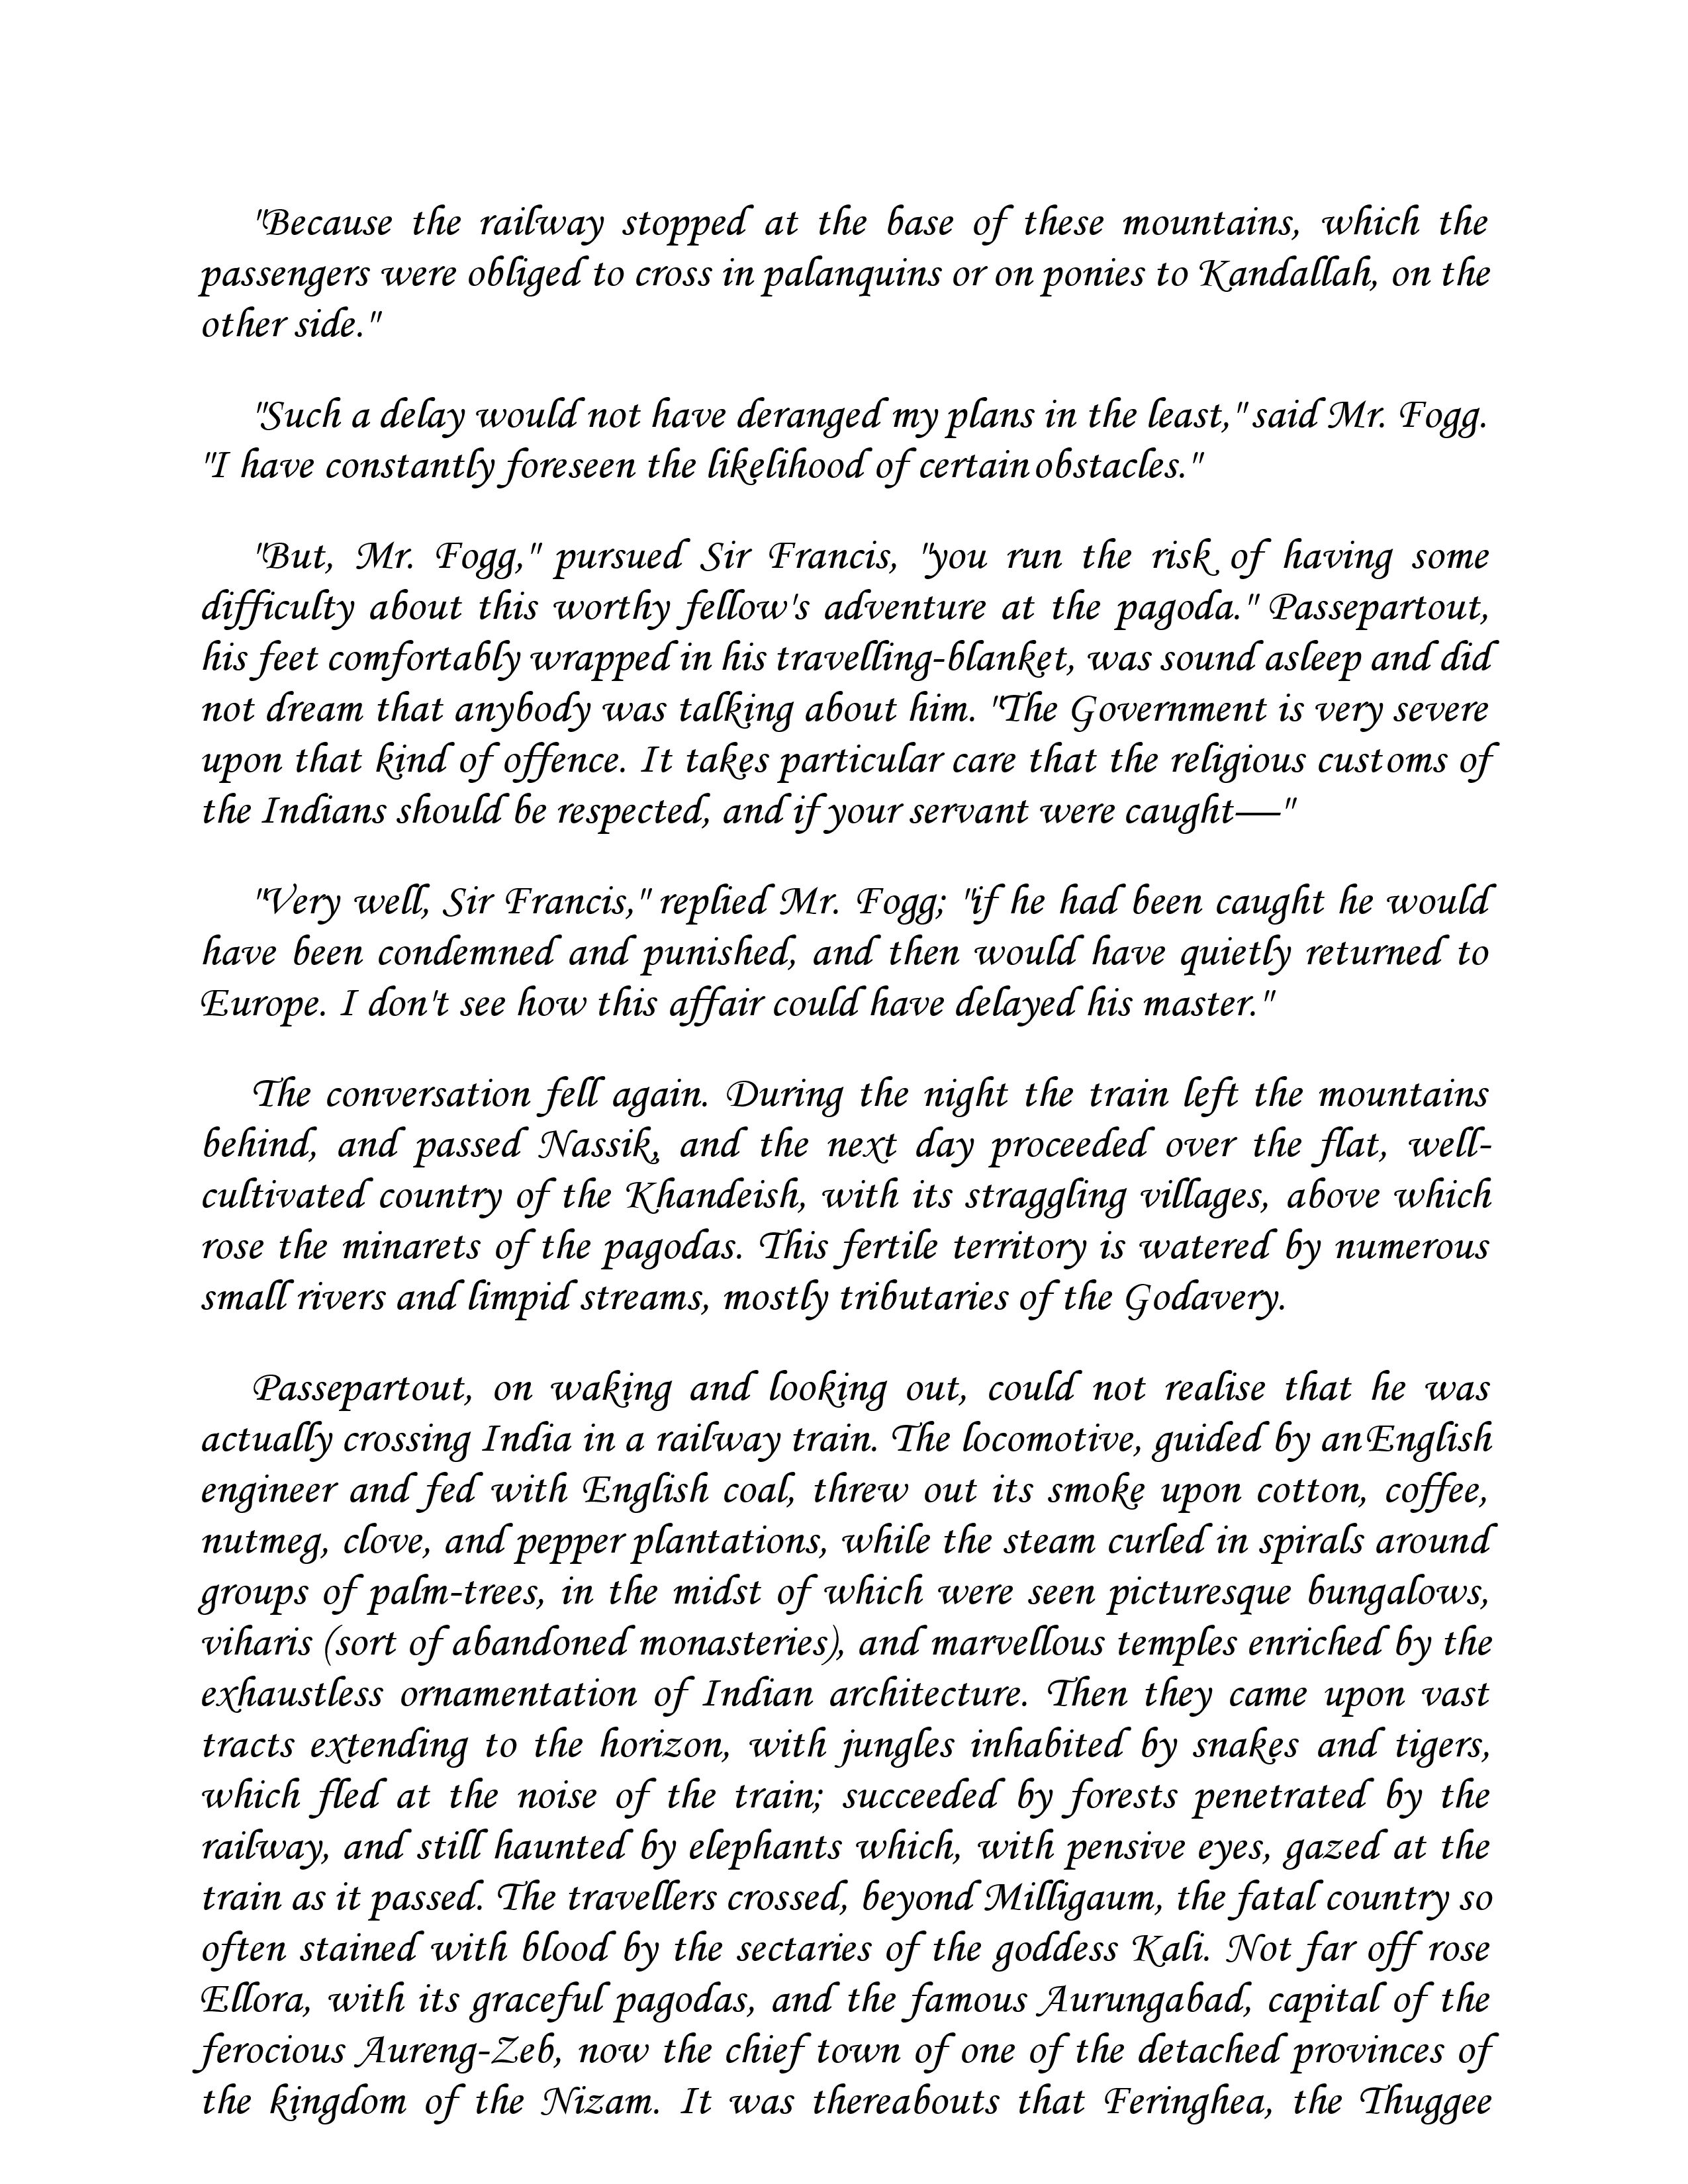 "Because the railway stopped at the base of these mountains, which the
passengers were obliged to cross in palanquins or on ponies to Kandallah, on the
other side."
"Such a delay would not have deranged my plans in the least," said Mr. Fogg.
"I have constantly foreseen the likelihood of certain obstacles."
"But, Mr. Fogg," pursued Sir Francis, "you run the risk of having some
difficulty about this worthy fellow's adventure at the pagoda." Passepartout,
his feet comfortably wrapped in his travelling-blanket, was sound asleep and did
not dream that anybody was talking about him. "The Government is very severe
upon that kind of offence. It takes particular care that the religious customs of
the Indians should be respected, and if your servant were caught—"
"Very well, Sir Francis," replied Mr. Fogg; "if he had been caught he would
have been condemned and punished, and then would have quietly returned to
Europe. I don't see how this affair could have delayed his master."
The conversation fell again. During the night the train left the mountains
behind, and passed Nassik, and the next day proceeded over the flat, well-
cultivated country of the Khandeish, with its straggling villages, above which
rose the minarets of the pagodas. This fertile territory is watered by numerous
small rivers and limpid streams, mostly tributaries of the Godavery.
Passepartout, on waking and looking out, could not realise that he was
actually crossing India in a railway train. The locomotive, guided by an English
engineer and fed with English coal, threw out its smoke upon cotton, coffee,
nutmeg, clove, and pepper plantations, while the steam curled in spirals around
groups of palm-trees, in the midst of which were seen picturesque bungalows,
viharis (sort of abandoned monasteries), and marvellous temples enriched by the
exhaustless ornamentation of Indian architecture. Then they came upon vast
tracts extending to the horizon, with jungles inhabited by snakes and tigers,
which fled at the noise of the train; succeeded by forests penetrated by the
railway, and still haunted by elephants which, with pensive eyes, gazed at the
train as it passed. The travellers crossed, beyond Milligaum, the fatal country so
often stained with blood by the sectaries of the goddess Kali. Not far off rose
Ellora, with its graceful pagodas, and the famous Aurungabad, capital of the
ferocious Aureng-Zeb, now the chief town of one of the detached provinces of
the kingdom of the Nizam. It was thereabouts that Feringhea, the Thuggee